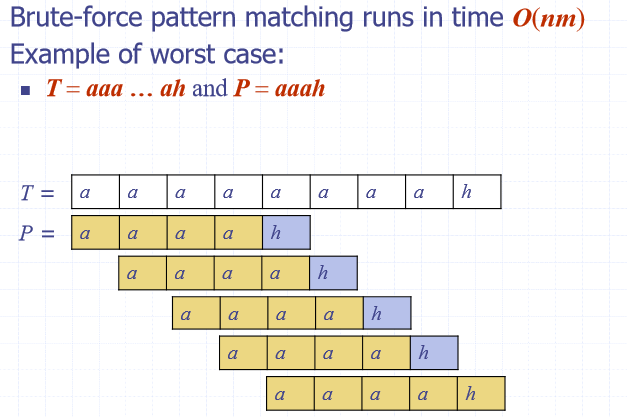 Brute-force pattern matching runs in time O(nm)
Example of worst case:
▪ T = aaa … ah and P = aaah
T = a a a a a a a a h
P = a a a a h
a a a a h
a a a a h
a a a a h
a a a a h